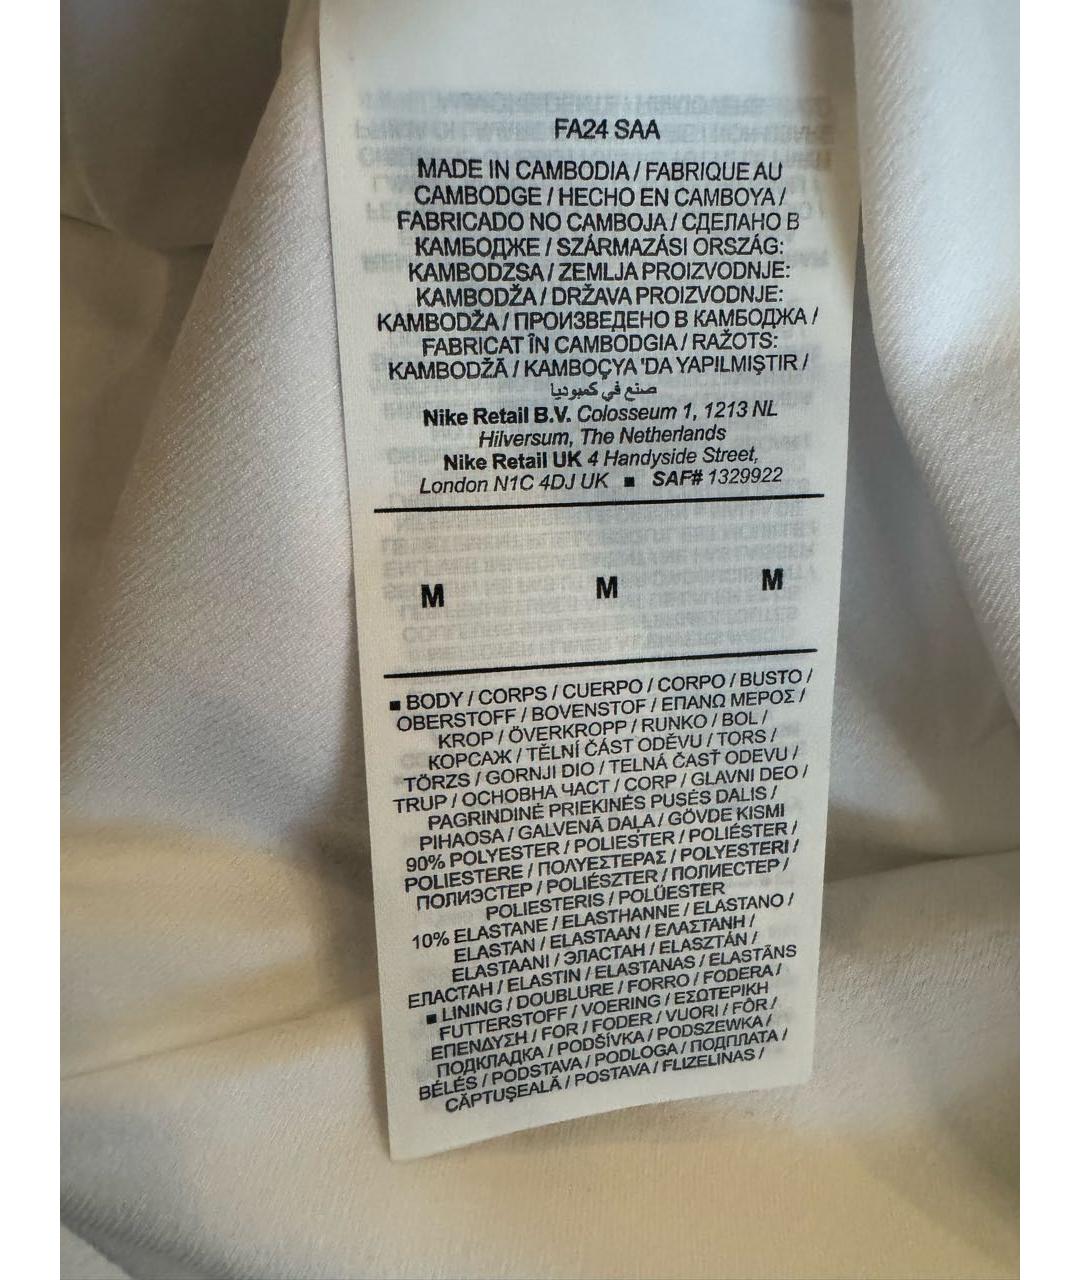 FA24 SAA
MADE IN CAMBODIA / FABRIQUE AU
CAMBODGE / HECHO EN CAMBOYA /
FABRICADO NO CAMBOJA / СДЕЛАНО В
КАМБОДЖЕ / SZÁRMAZÁSI ORSZÁG:
KAMBODZSA / ZEMLJA PROIZVODNJE:
KAMBODŽA / DRŽAVA PROIZVODNJE:
KAMBODŽA / ПРОИЗВЕДЕНО В КАМБОДЖА /
FABRICAT ÎN CAMBODGIA / RAŽOTS:
KAMBODŽĀ / KAMBOÇYA 'DA YAPILMIŞTIR /
صنع في كمبوديا
Nike Retail B.V. Colosseum 1, 1213 NL
Hilversum, The Netherlands
Nike Retail UK 4 Handyside Street,
London N1C 4DJ UK ■ SAF# 1329922
M M M
■ BODY / CORPS / CUERPO / CORPO / BUSTO /
OBERSTOFF / BOVENSTOF / ΕΠΑΝΩ ΜΕΡΟΣ /
KROP / ÖVERKROPP / RUNKO / BOL /
КОРСАЖ / TĚLNÍ ČÁST ODĚVU / TORS /
TÖRZS / GORNJI DIO / TELNÁ ČASŤ ODEVU /
TRUP / ОСНОВНА ЧАСТ / CORP / GLAVNI DEO /
PAGRINDINĖ PRIEKINĖS PUSĖS DALIS /
PIHAOSA / GALVENĀ DAĻA / GÖVDE KISMI
90% POLYESTER / POLIESTER / POLIÉSTER /
POLIESTERE / ΠΟΛΥΕΣΤΕΡΑΣ / POLYESTERI /
ПОЛИЭСТЕР / POLIÉSZTER / ПОЛИЕСТЕР /
POLIESTERIS / POLÜESTER
10% ELASTANE / ELASTHANNE / ELASTANO /
ELASTAN / ELASTAAN / ΕΛΑΣΤΑΝΗ /
ELASTAANI / ЭЛАСТАН / ELASZTÁN /
ЕЛАСТАН / ELASTIN / ELASTANAS / ELASTĀNS
■ LINING / DOUBLURE / FORRO / FODERA /
FUTTERSTOFF / VOERING / ΕΣΩΤΕΡΙΚΗ
ΕΠΕΝΔΥΣΗ / FOR / FODER / VUORI / FÔR /
ПОДКЛАДКА / PODŠÍVKA / PODSZEWKA /
BÉLÉS / PODSTAVA / PODLOGA / ПОДПЛАТА /
CĂPTUŞEALĂ / POSTAVA / FLIZELINAS /